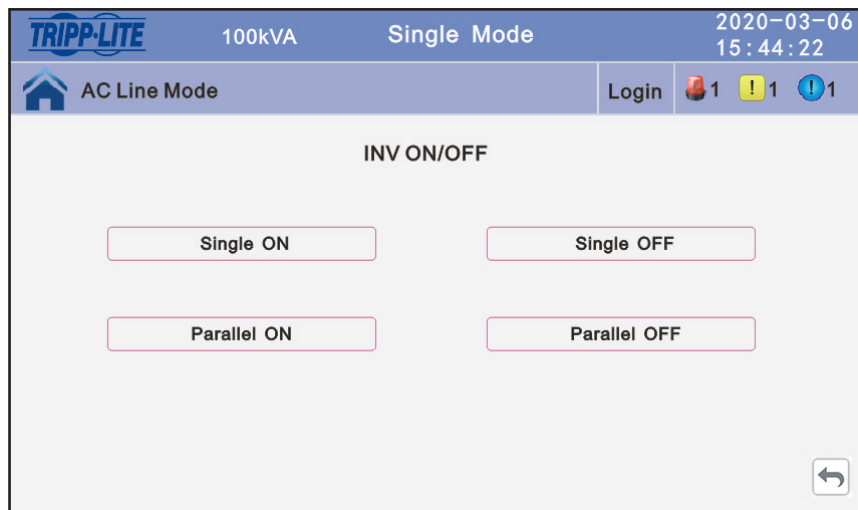 TRIPP·LITE 100kVA Single Mode 2020-03-06
15:44:22
AC Line Mode Login 1 ! 1 ! 1
INV ON/OFF
Single ON Single OFF
Parallel ON Parallel OFF